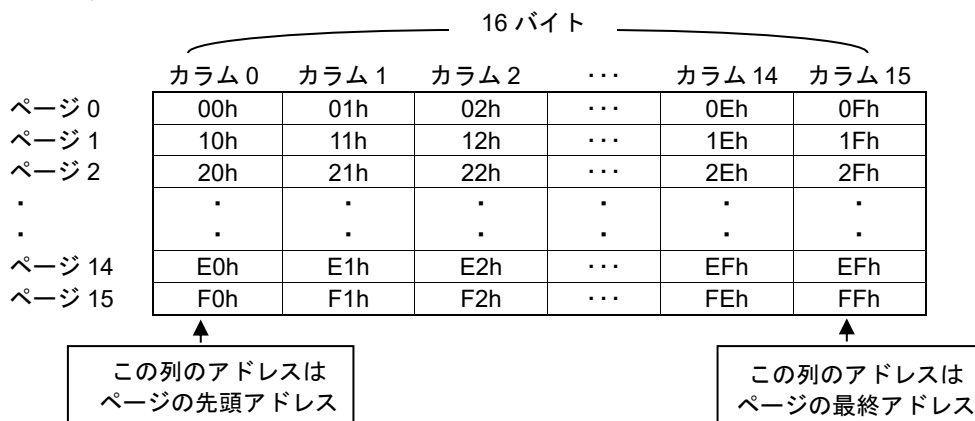 16 バイト
カラム 0 カラム 1 カラム 2 ・・・ カラム 14 カラム 15
ページ 0 00h 01h 02h ・・・ 0Eh 0Fh
ページ 1 10h 11h 12h ・・・ 1Eh 1Fh
ページ 2 20h 21h 22h ・・・ 2Eh 2Fh
・ ・ ・ ・ ・ ・ ・
・ ・ ・ ・ ・ ・ ・
ページ 14 E0h E1h E2h ・・・ EFh EFh
ページ 15 F0h F1h F2h ・・・ FEh FFh
この列のアドレスは
ページの先頭アドレス
この列のアドレスは
ページの最終アドレス